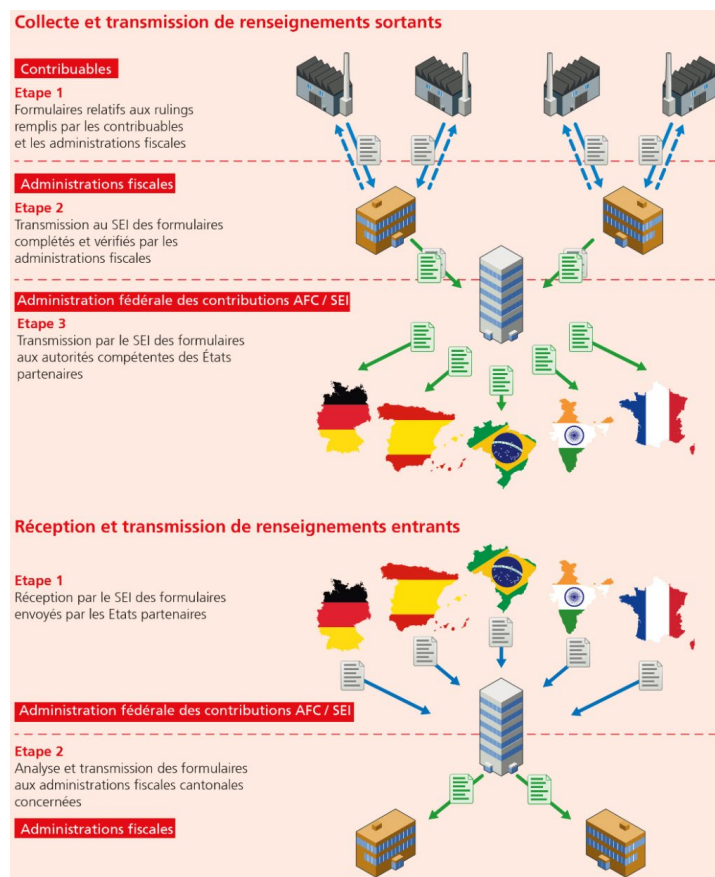 Collecte et transmission de renseignements sortants
Contribuables
Etape 1
Formulaires relatifs aux rulings
remplis par les contribuables
et les administrations fiscales
Administrations fiscales
Etape 2
Transmission au SEI des formulaires
complétés et vérifiés par les
administrations fiscales
Administration fédérale des contributions AFC / SEI
Etape 3
Transmission par le SEI des formulaires
aux autorités compétentes des États
partenaires
Réception et transmission de renseignements entrants
Etape 1
Réception par le SEI des formulaires
envoyés par les Etats partenaires
Administration fédérale des contributions AFC / SEI
Etape 2
Analyse et transmission des formulaires
aux administrations fiscales cantonales
concernées
Administrations fiscales